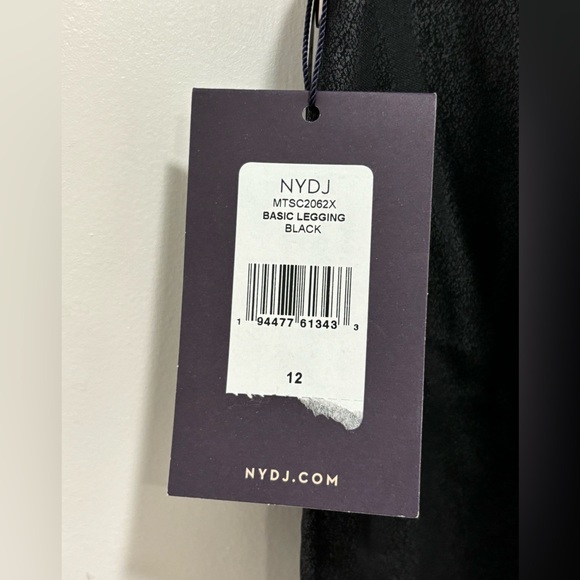 NYDJ
MTSC2062X
BASIC LEGGING
BLACK
1 94477 61343 3
12
NYDJ.COM